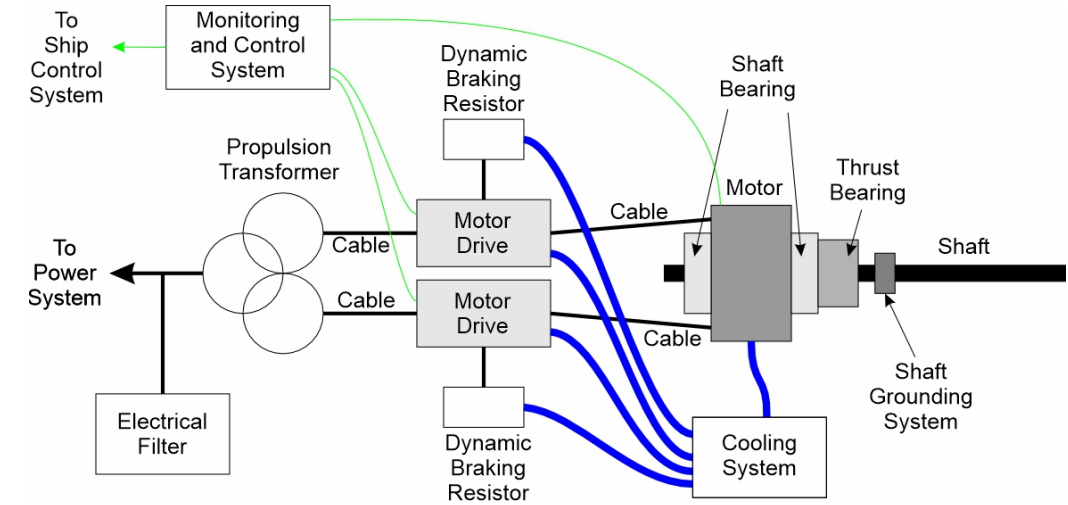 To
Ship
Control
System
Monitoring
and Control
System
Dynamic
Braking
Resistor
Shaft
Bearing
Propulsion
Transformer
Thrust
Bearing
Motor
Motor
Drive
Cable
Cable
To
Power
System
Shaft
Cable
Motor
Drive
Cable
Shaft
Grounding
System
Electrical
Filter
Dynamic
Braking
Resistor
Cooling
System